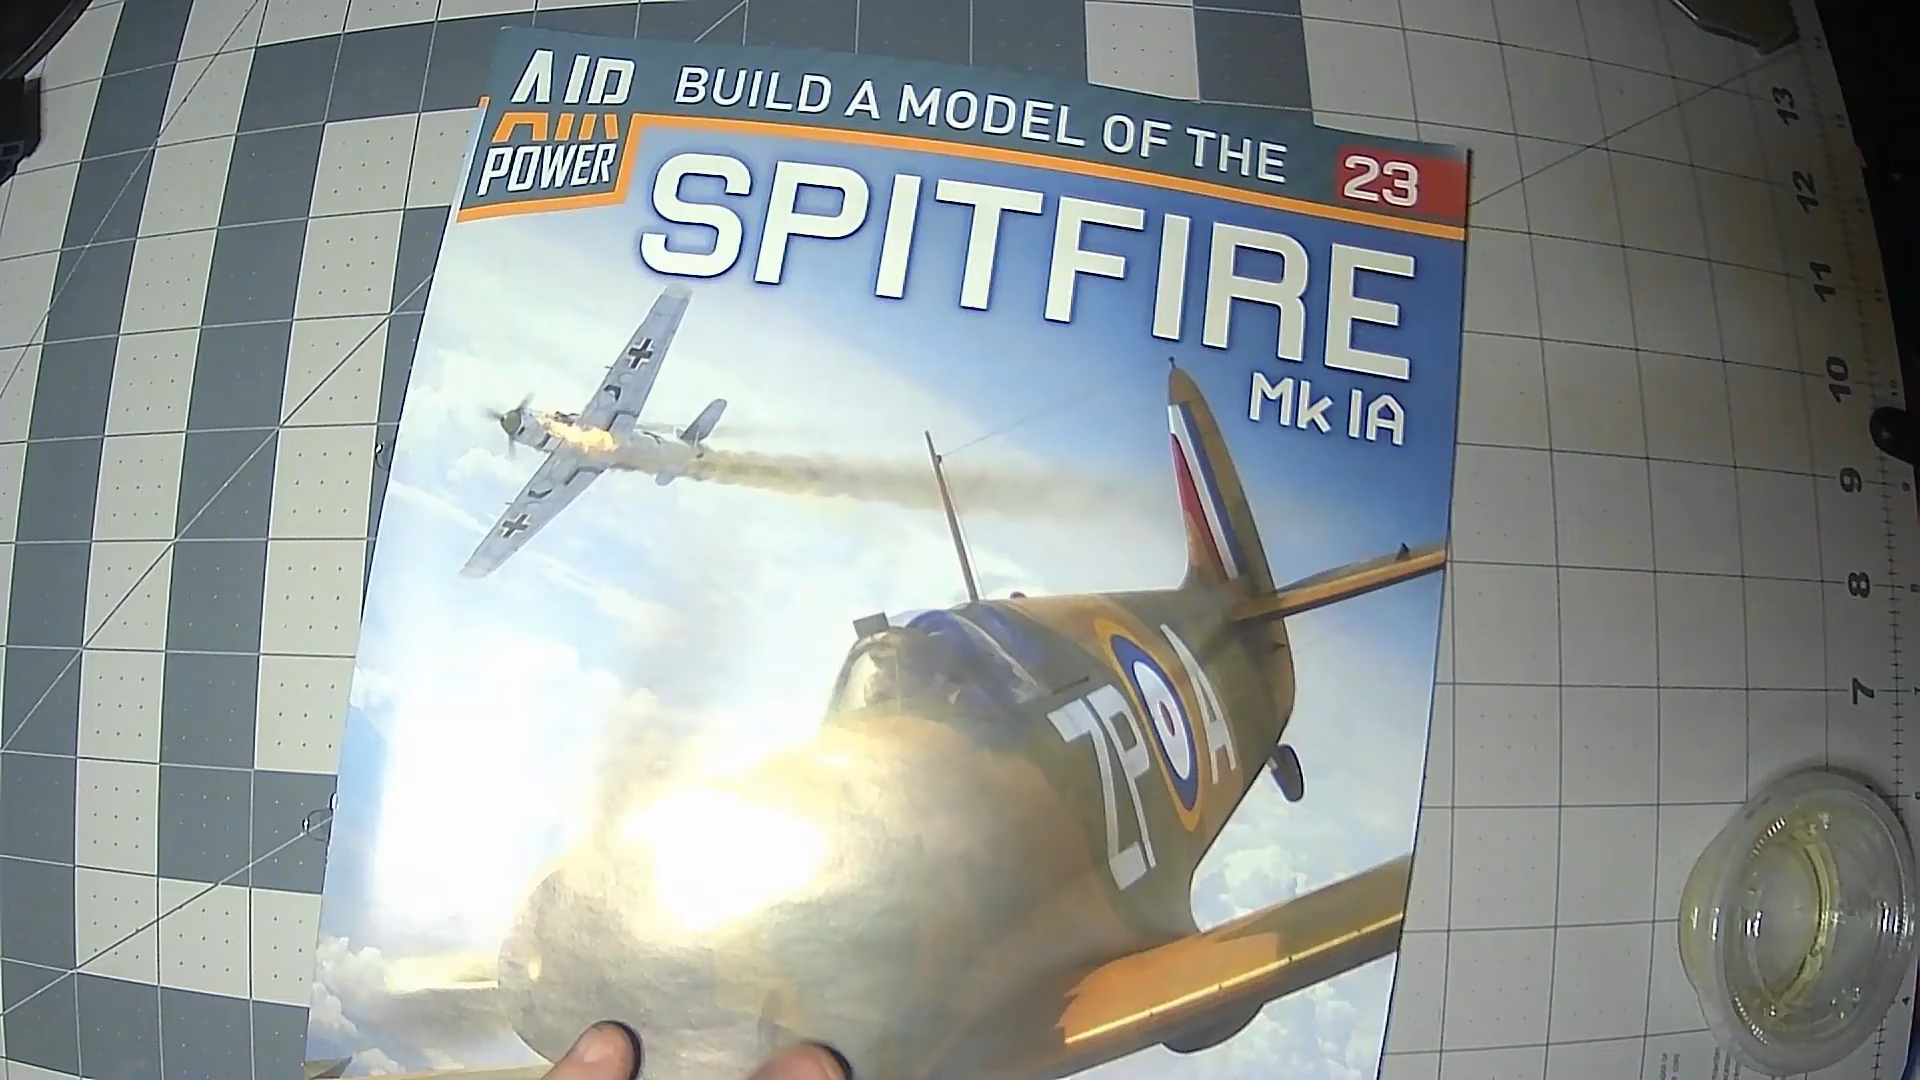 AIR
POWER
BUILD A MODEL OF THE
23
SPITFIRE
Mk IA
ZP A
13
12
11
10
9
8
7